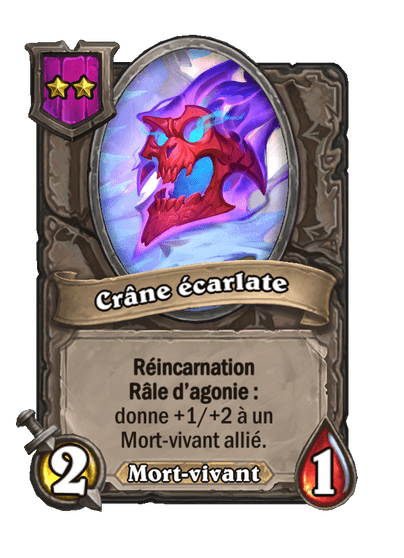 Crâne écarlate
Réincarnation
Râle d'agonie :
donne +1/+2 à un
Mort-vivant allié.
2
Mort-vivant
1